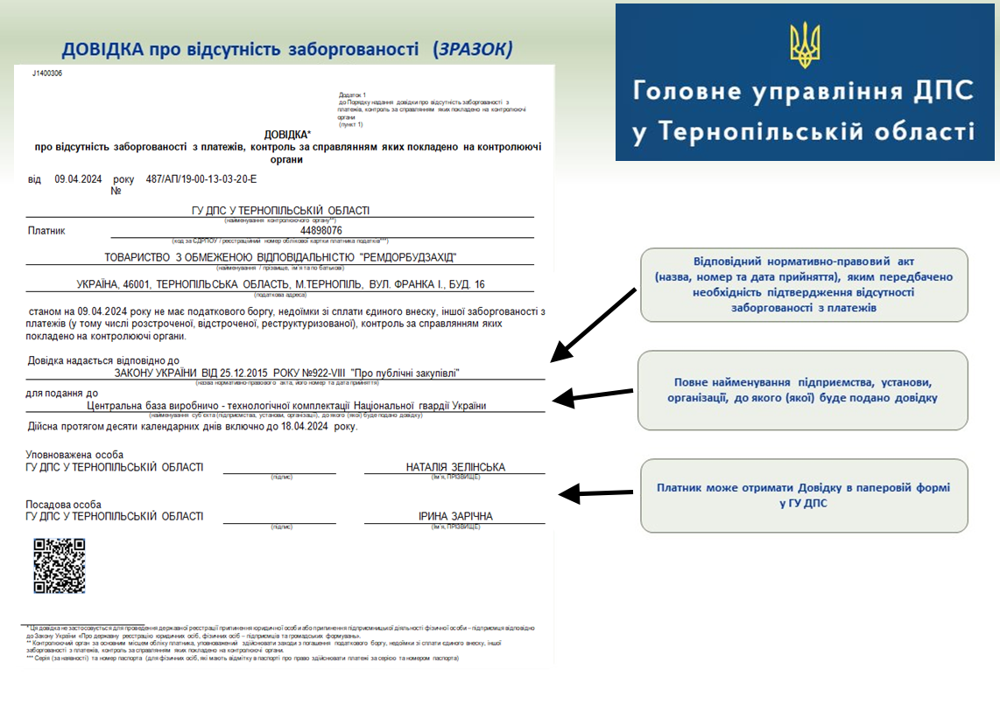 ДОВІДКА про відсутність заборгованості (ЗРАЗОК)
Головне управління ДПС
у Тернопільській області
J1400306
Додаток 1
до Порядку надання довідки про відсутність заборгованості з
платежів, контроль за справлянням яких покладено на контролюючі
органи
(пункт 1)
ДОВІДКА*
про відсутність заборгованості з платежів, контроль за справлянням яких покладено на контролюючі
органи
від 09.04.2024 року 487/АП/19-00-13-03-20-Е
№
ГУ ДПС У ТЕРНОПІЛЬСЬКІЙ ОБЛАСТІ
(найменування контролюючого органу**)
Платник 44898076
(код за ЄДРПОУ / реєстраційний номер облікової картки платника податків***)
ТОВАРИСТВО З ОБМЕЖЕНОЮ ВІДПОВІДАЛЬНІСТЮ "РЕМДОРБУДЗАХІД"
(найменування / прізвище, ім'я та по батькові)
УКРАЇНА, 46001, ТЕРНОПІЛЬСЬКА ОБЛАСТЬ, М.ТЕРНОПІЛЬ, ВУЛ. ФРАНКА І., БУД. 16
(податкова адреса)
станом на 09.04.2024 року не має податкового боргу, недоїмки зі сплати єдиного внеску, іншої заборгованості з
платежів (у тому числі розстроченої, відстроченої, реструктуризованої), контроль за справлянням яких
покладено на контролюючі органи.
Довідка надається відповідно до
ЗАКОНУ УКРАЇНИ ВІД 25.12.2015 РОКУ №922-VIII "Про публічні закупівлі"
(назва нормативно-правового акта, його номер та дата прийняття)
для подання до
Центральна база виробничо - технологічної комплектації Національної гвардії України
(найменування суб'єкта (підприємства, установи, організації), до якого (якої) буде подано довідку)
Дійсна протягом десяти календарних днів включно до 18.04.2024 року.
Уповноважена особа
ГУ ДПС У ТЕРНОПІЛЬСЬКІЙ ОБЛАСТІ НАТАЛІЯ ЗЕЛІНСЬКА
(підпис) (Ім'я, ПРІЗВИЩЕ)
Посадова особа
ГУ ДПС У ТЕРНОПІЛЬСЬКІЙ ОБЛАСТІ ІРИНА ЗАРІЧНА
(підпис) (Ім'я, ПРІЗВИЩЕ)
* Ця довідка не застосовується для проведення державної реєстрації припинення юридичної особи або припинення підприємницької діяльності фізичної особи – підприємця відповідно
до Закону України «Про державну реєстрацію юридичних осіб, фізичних осіб – підприємців та громадських формувань».
** Контролюючий орган за основним місцем обліку платника, уповноважений здійснювати заходи з погашення податкового боргу, недоїмки зі сплати єдиного внеску, іншої
заборгованості з платежів, контроль за справлянням яких покладено на контролюючі органи.
*** Серія (за наявності) та номер паспорта (для фізичних осіб, які мають відмітку в паспорті про право здійснювати платежі за серією та номером паспорта)
Відповідний нормативно-правовий акт
(назва, номер та дата прийняття), яким передбачено
необхідність підтвердження відсутності
заборгованості з платежів
Повне найменування підприємства, установи,
організації, до якого (якої) буде подано довідку
Платник може отримати Довідку в паперовій формі
у ГУ ДПС